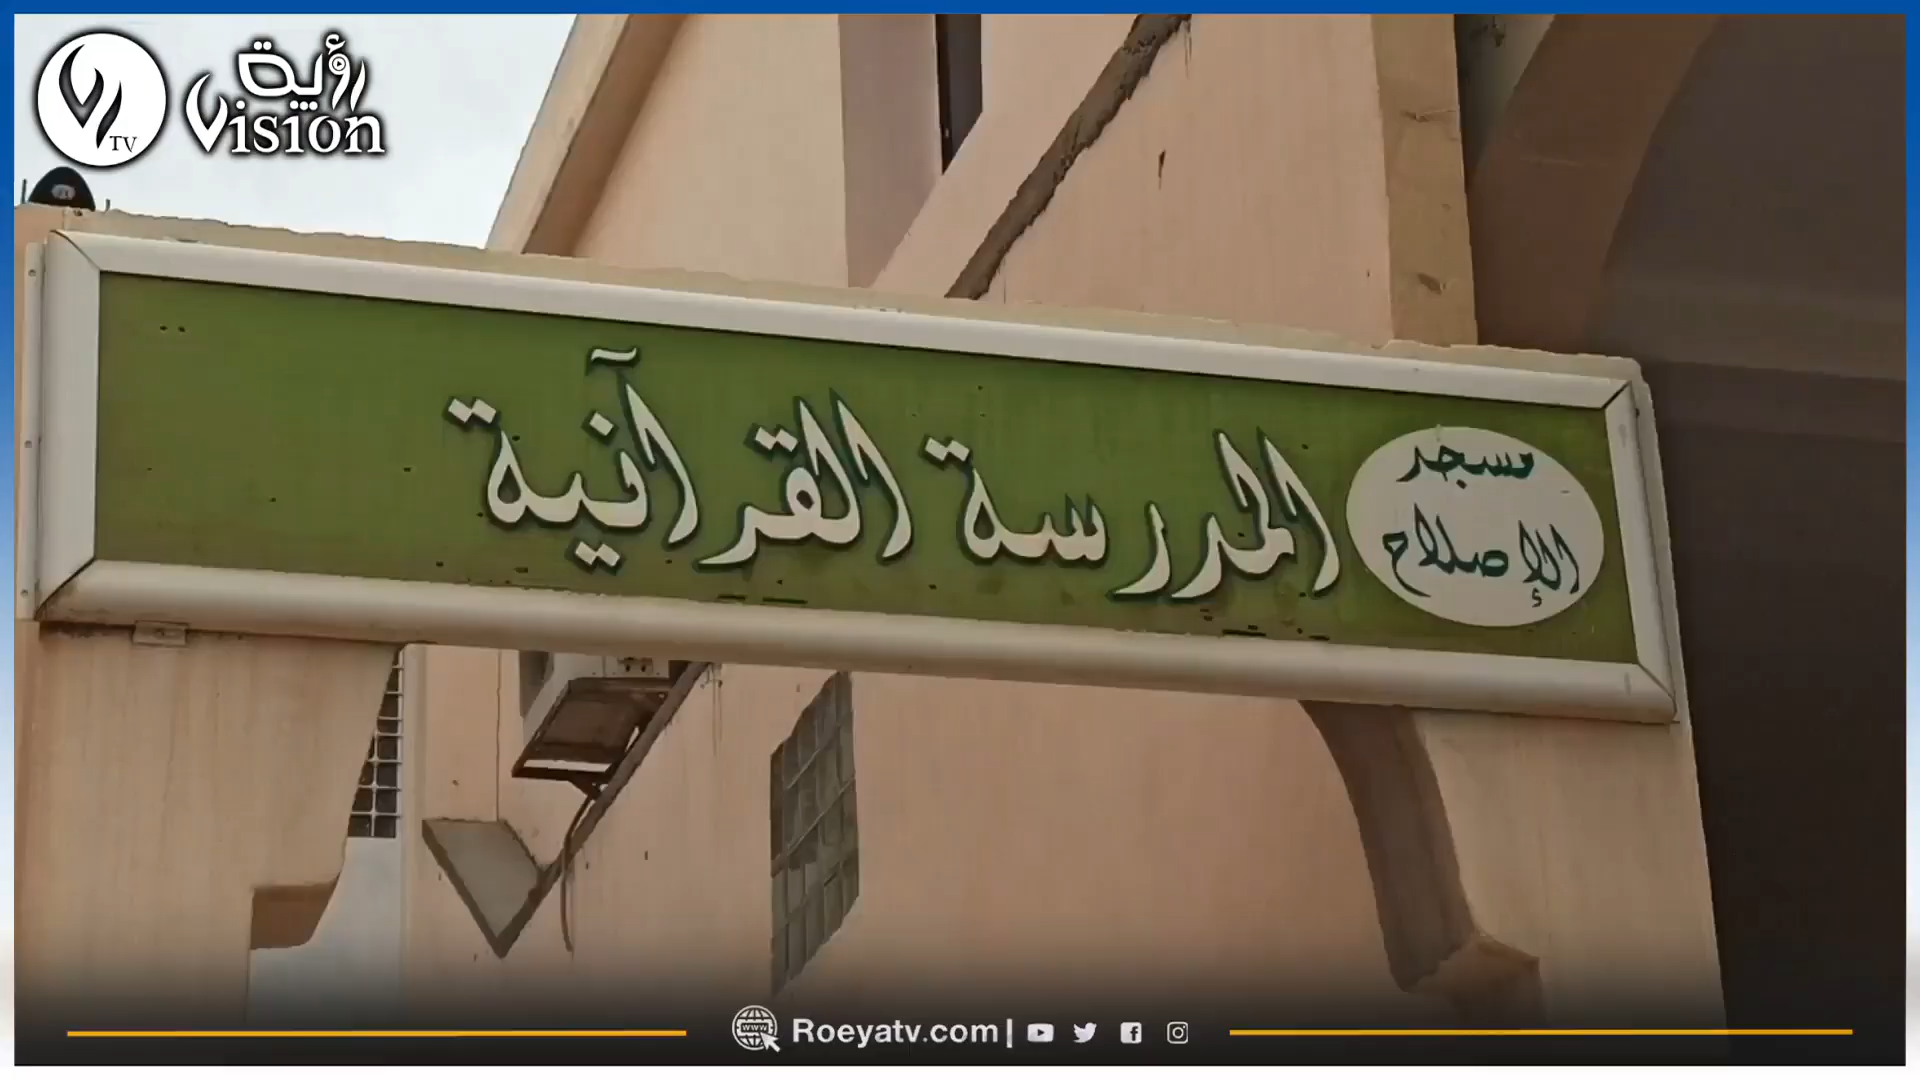 رؤية
Vision
TV
مسجد
الإصلاح
المدرسة القرآنية
Roeyatv.com|